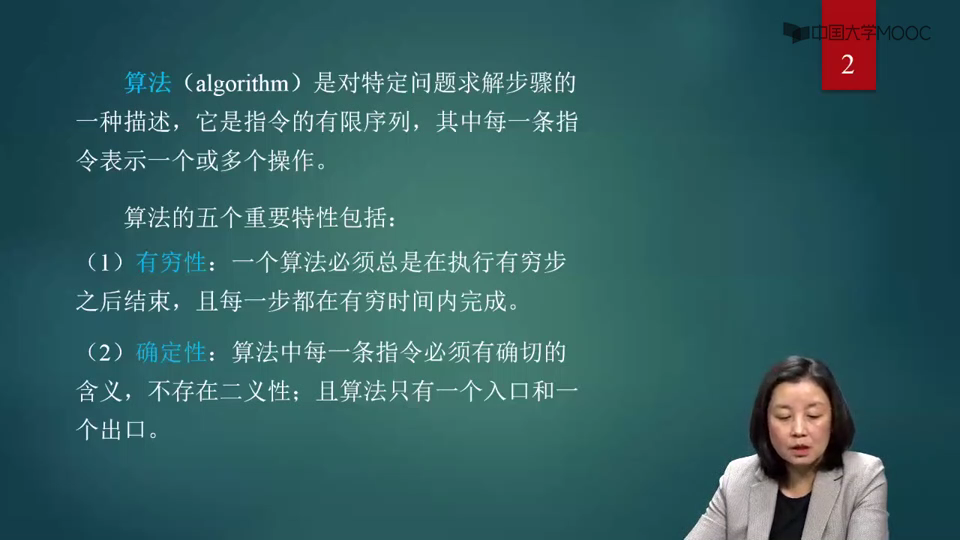 中国大学MOOC
2
算法（algorithm）是对特定问题求解步骤的
一种描述，它是指令的有限序列，其中每一条指
令表示一个或多个操作。
算法的五个重要特性包括：
（1）有穷性：一个算法必须总是在执行有穷步
之后结束，且每一步都在有穷时间内完成。
（2）确定性：算法中每一条指令必须有确切的
含义，不存在二义性；且算法只有一个入口和一
个出口。